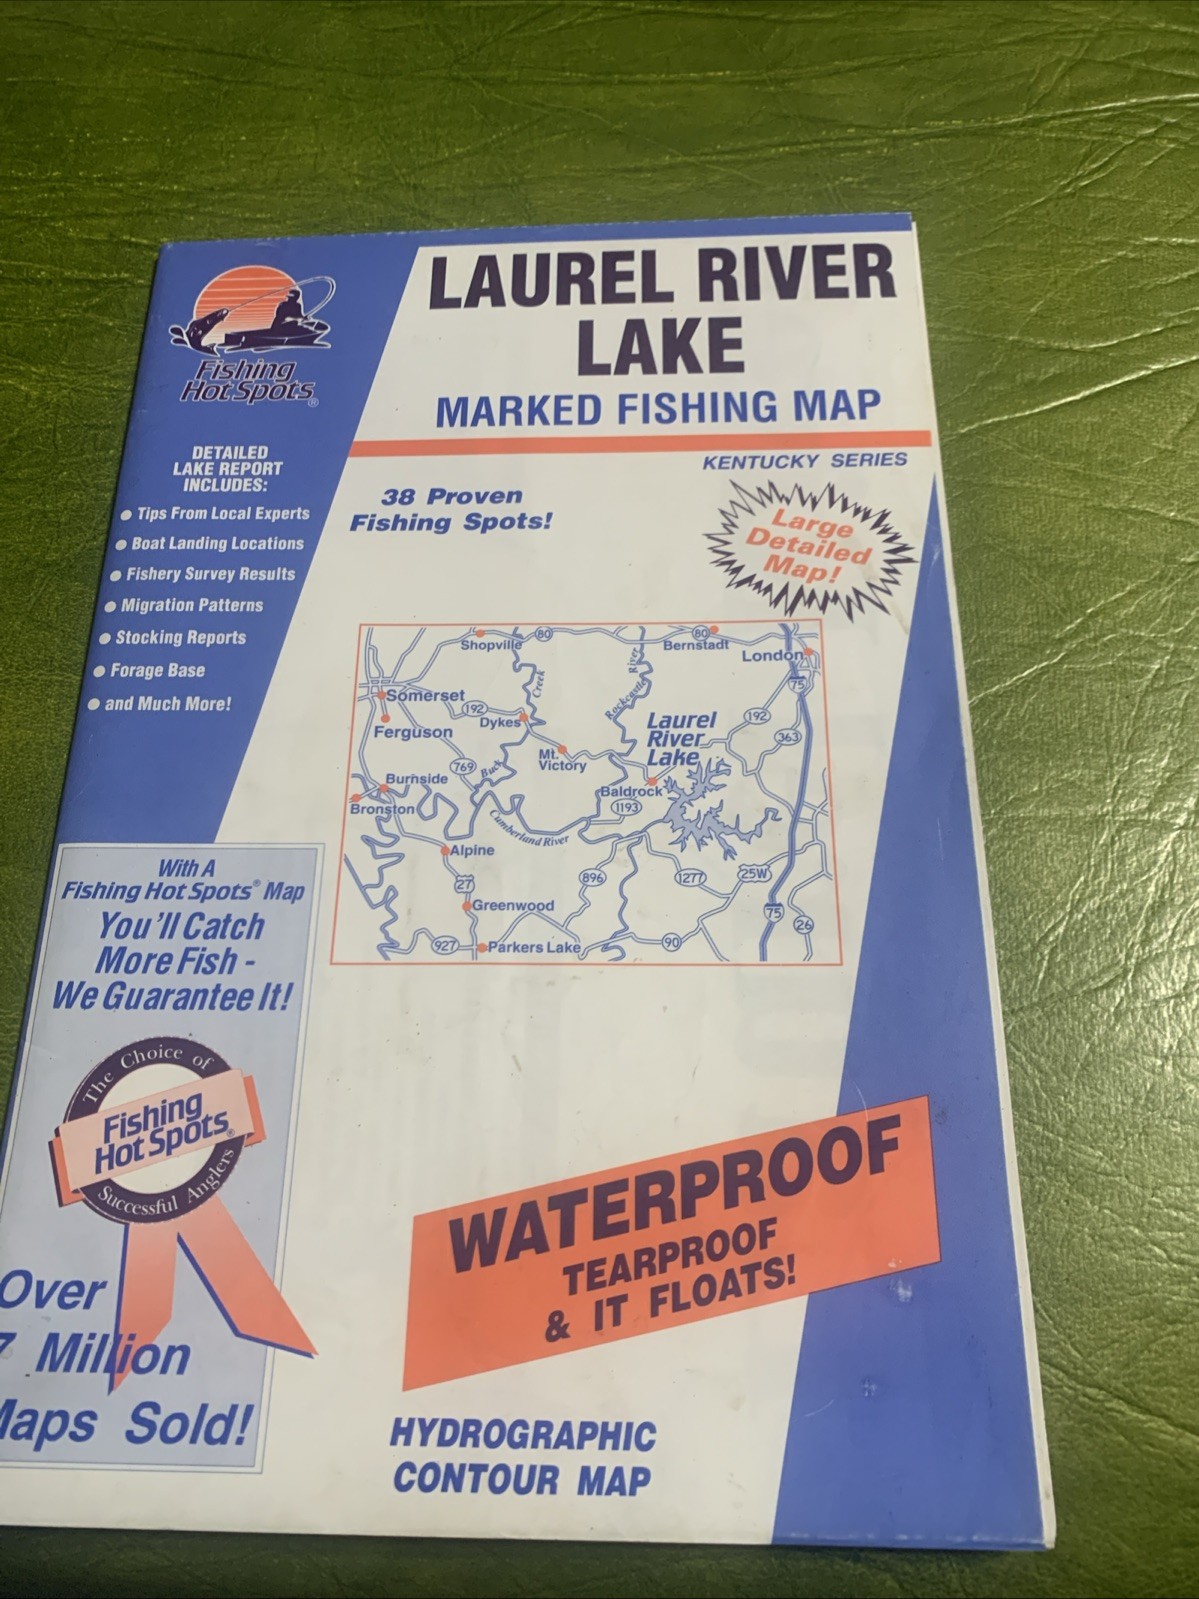 LAUREL RIVER
LAKE
MARKED FISHING MAP
KENTUCKY SERIES
Fishing
Hot Spots®
DETAILED
LAKE REPORT
INCLUDES:
● Tips From Local Experts
● Boat Landing Locations
● Fishery Survey Results
● Migration Patterns
● Stocking Reports
● Forage Base
● and Much More!
38 Proven
Fishing Spots!
Large
Detailed
Map!
Shopville
80
80
Bernstadt
London
75
Somerset
192
Dykes
Creek
River
Rockcastle
Laurel
River
Lake
192
363
Ferguson
Mt.
Victory
769
Buck
Burnside
Bronston
Baldrock
1193
Cumberland River
Alpine
27
896
1277
25W
Greenwood
75
26
927
Parkers Lake
90
With A
Fishing Hot Spots® Map
You'll Catch
More Fish -
We Guarantee It!
The Choice of
Fishing
Hot Spots®
Successful Anglers
Over
7 Million
Maps Sold!
WATERPROOF
TEARPROOF
& IT FLOATS!
HYDROGRAPHIC
CONTOUR MAP